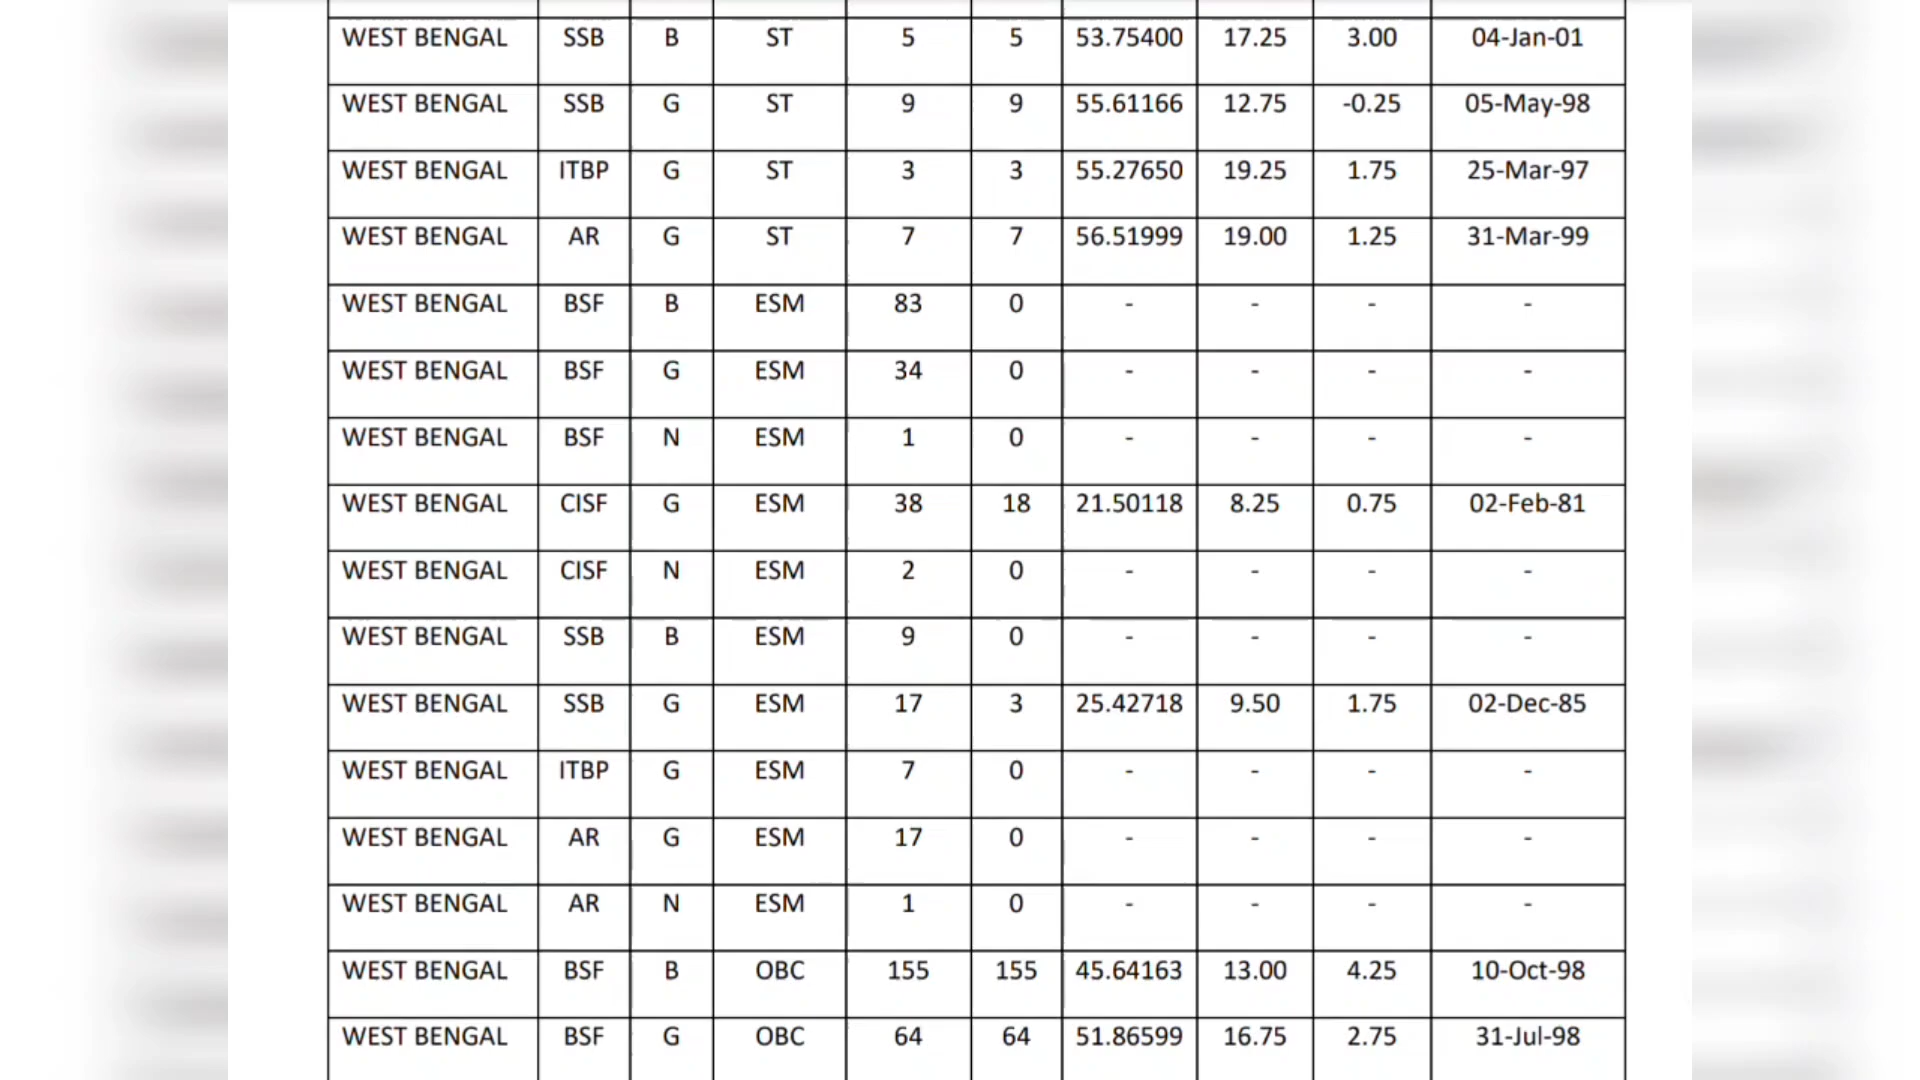 WEST BENGAL SSB B ST 5 5 53.75400 17.25 3.00 04-Jan-01
WEST BENGAL SSB G ST 9 9 55.61166 12.75 -0.25 05-May-98
WEST BENGAL ITBP G ST 3 3 55.27650 19.25 1.75 25-Mar-97
WEST BENGAL AR G ST 7 7 56.51999 19.00 1.25 31-Mar-99
WEST BENGAL BSF B ESM 83 0 - - - -
WEST BENGAL BSF G ESM 34 0 - - - -
WEST BENGAL BSF N ESM 1 0 - - - -
WEST BENGAL CISF G ESM 38 18 21.50118 8.25 0.75 02-Feb-81
WEST BENGAL CISF N ESM 2 0 - - - -
WEST BENGAL SSB B ESM 9 0 - - - -
WEST BENGAL SSB G ESM 17 3 25.42718 9.50 1.75 02-Dec-85
WEST BENGAL ITBP G ESM 7 0 - - - -
WEST BENGAL AR G ESM 17 0 - - - -
WEST BENGAL AR N ESM 1 0 - - - -
WEST BENGAL BSF B OBC 155 155 45.64163 13.00 4.25 10-Oct-98
WEST BENGAL BSF G OBC 64 64 51.86599 16.75 2.75 31-Jul-98